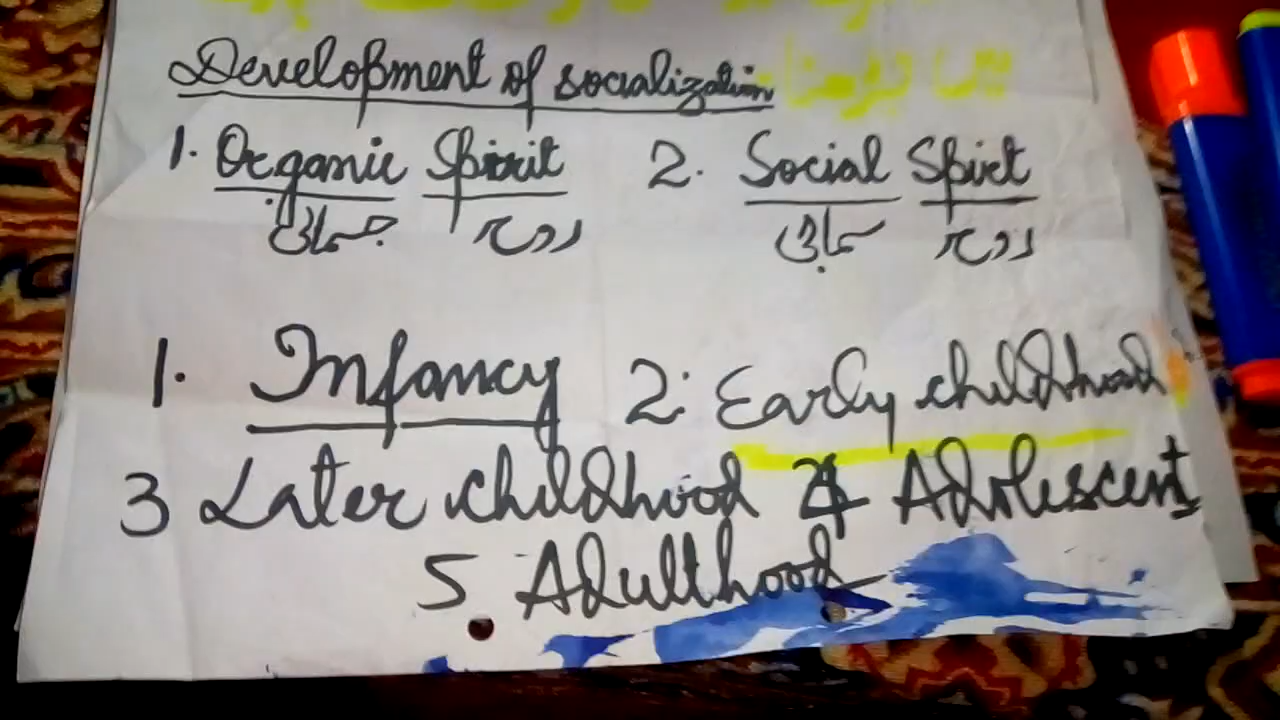 Development of socialization
1. Organic Spirit 2. Social Spirt
جسمانی روح سماجی روح
1. Infancy 2. Early childhood
3 Later childhood 4 Adolescent
5. Adulthood